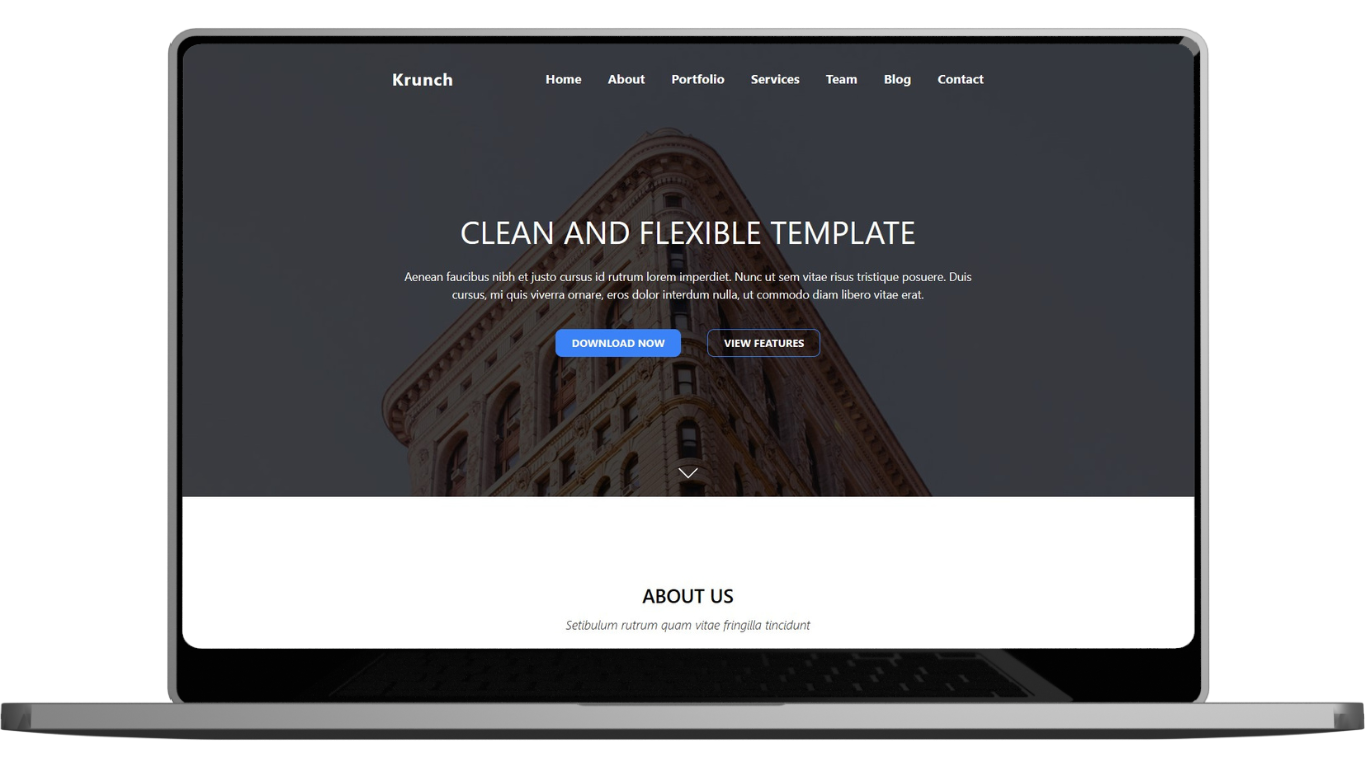 Krunch Home About Portfolio Services Team Blog Contact
CLEAN AND FLEXIBLE TEMPLATE
Aenean faucibus nibh et justo cursus id rutrum lorem imperdiet. Nunc ut sem vitae risus tristique posuere. Duis
cursus, mi quis viverra ornare, eros dolor interdum nulla, ut commodo diam libero vitae erat.
DOWNLOAD NOW VIEW FEATURES
ABOUT US
Setibulum rutrum quam vitae fringilla tincidunt